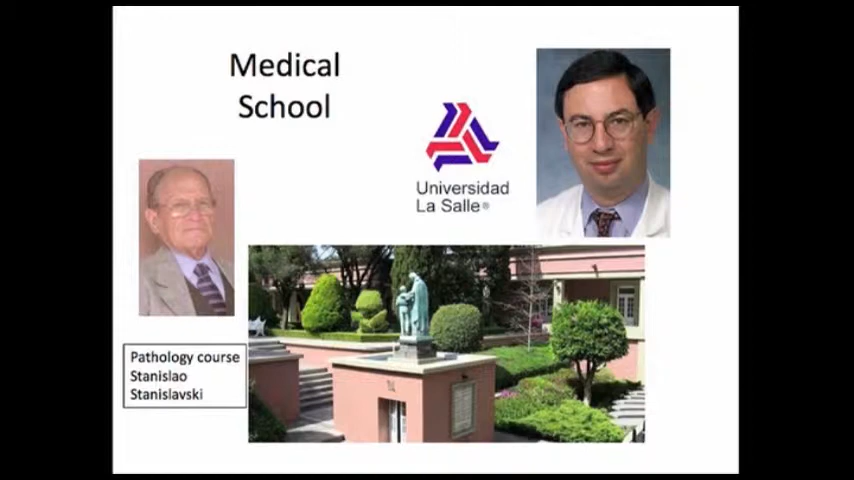 Medical
School
Universidad
La Salle®
Pathology course
Stanislao
Stanislavski